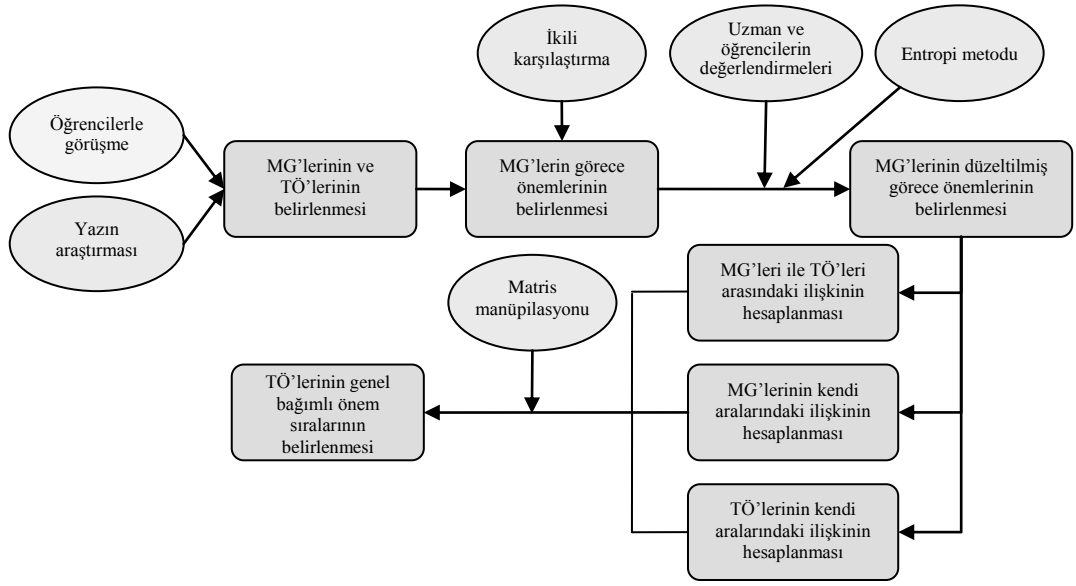 İkili
karşılaştırma
Uzman ve
öğrencilerin
değerlendirmeleri
Entropi metodu
Öğrencilerle
görüşme
Yazın
araştırması
MG’lerinin ve
TÖ’lerinin
belirlenmesi
MG’lerin görece
önemlerinin
belirlenmesi
MG’lerinin düzeltilmiş
görece önemlerinin
belirlenmesi
Matris
manüpilasyonu
MG’leri ile TÖ’leri
arasındaki ilişkinin
hesaplanması
TÖ’lerinin genel
bağımlı önem
sıralarının
belirlenmesi
MG’lerinin kendi
aralarındaki ilişkinin
hesaplanması
TÖ’lerinin kendi
aralarındaki ilişkinin
hesaplanması